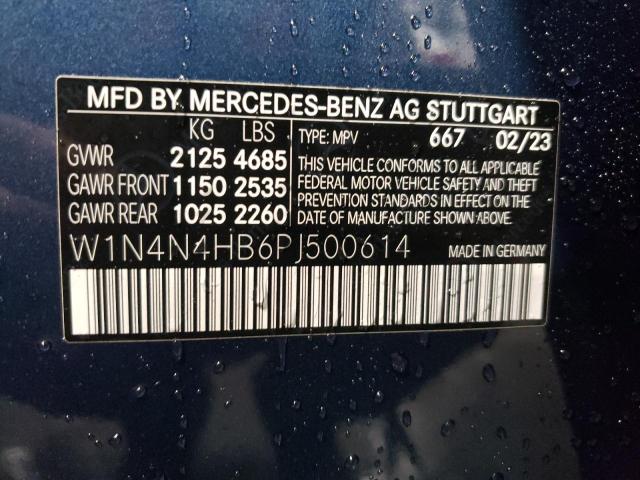 MFD BY MERCEDES-BENZ AG STUTTGART
KG LBS TYPE: MPV 667 02/23
GVWR 2125 4685
GAWR FRONT 1150 2535
GAWR REAR 1025 2260
THIS VEHICLE CONFORMS TO ALL APPLICABLE
FEDERAL MOTOR VEHICLE SAFETY AND THEFT
PREVENTION STANDARDS IN EFFECT ON THE
DATE OF MANUFACTURE SHOWN ABOVE.
W1N4N4HB6PJ500614 MADE IN GERMANY